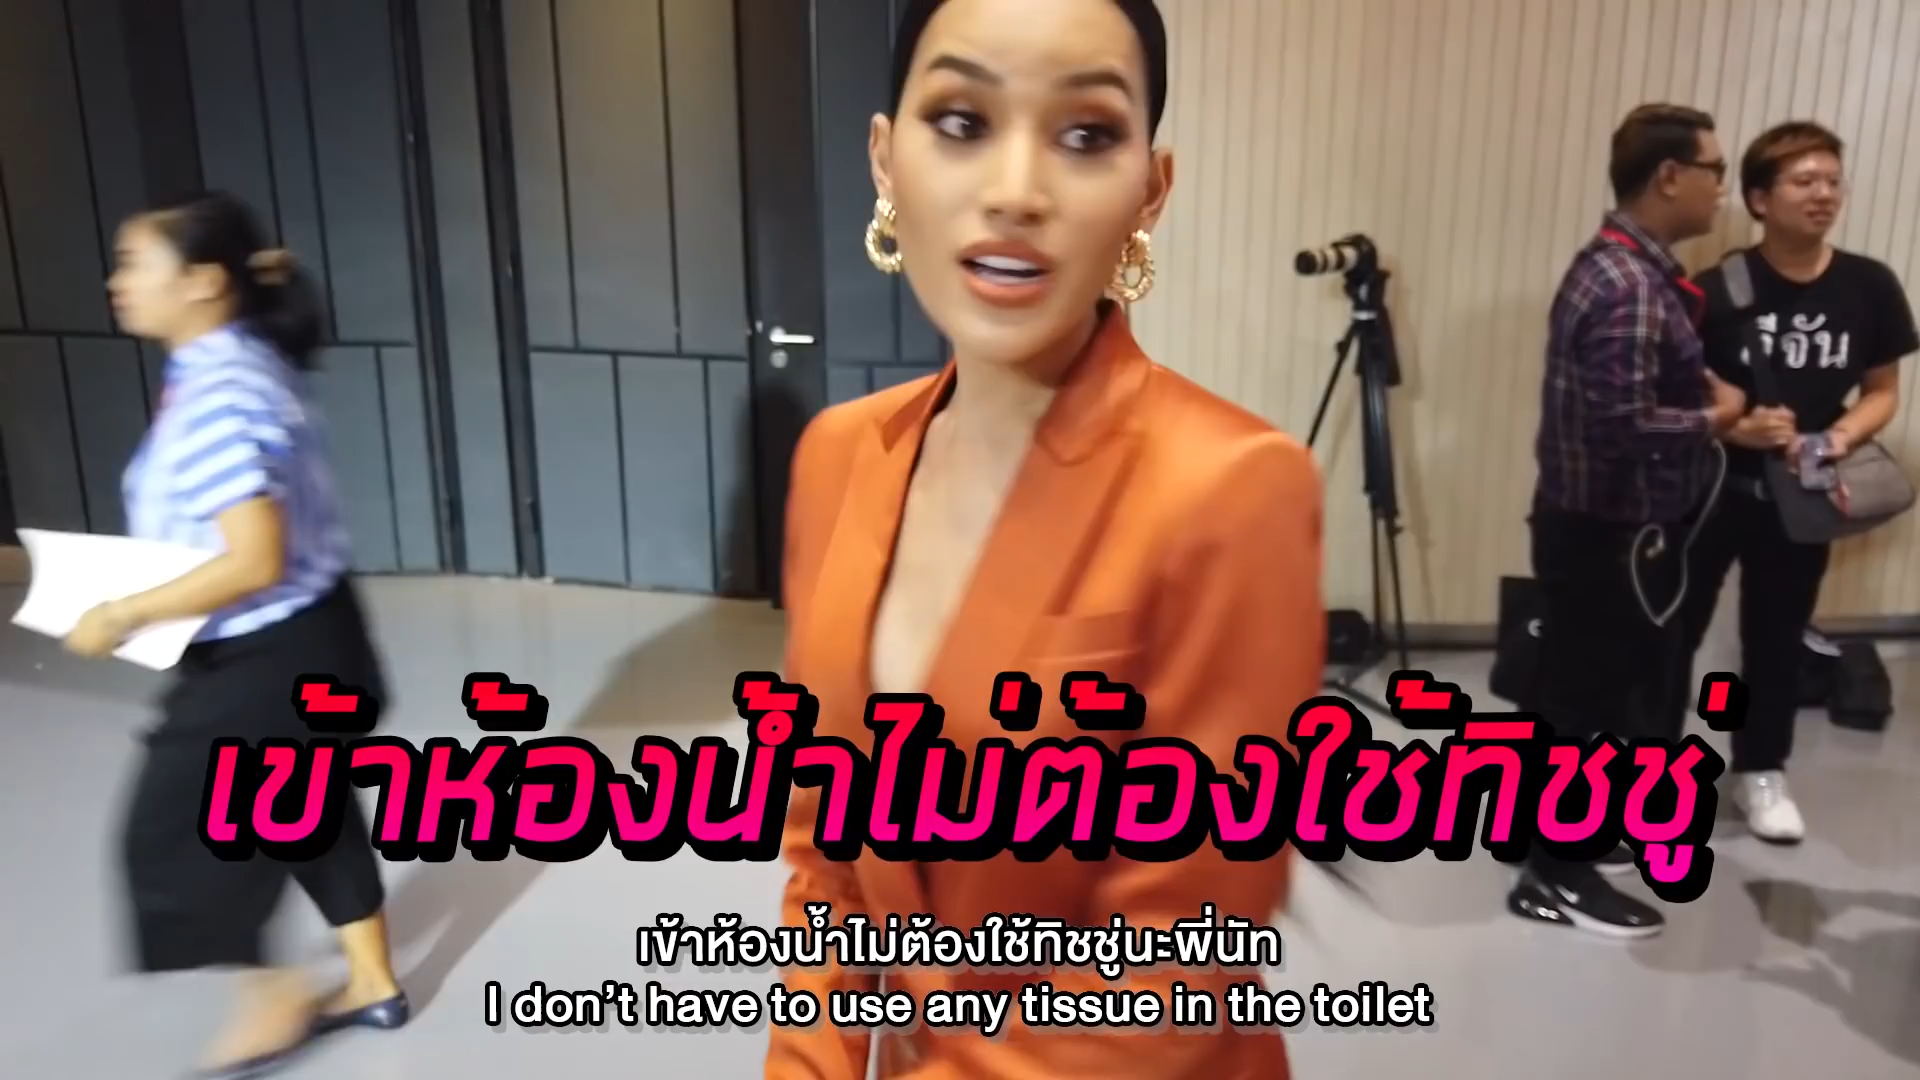 จัน
เข้าห้องน้ำไม่ต้องใช้ทิชชู่
เข้าห้องน้ำไม่ต้องใช้ทิชชู่นะพี่นัท
I don't have to use any tissue in the toilet